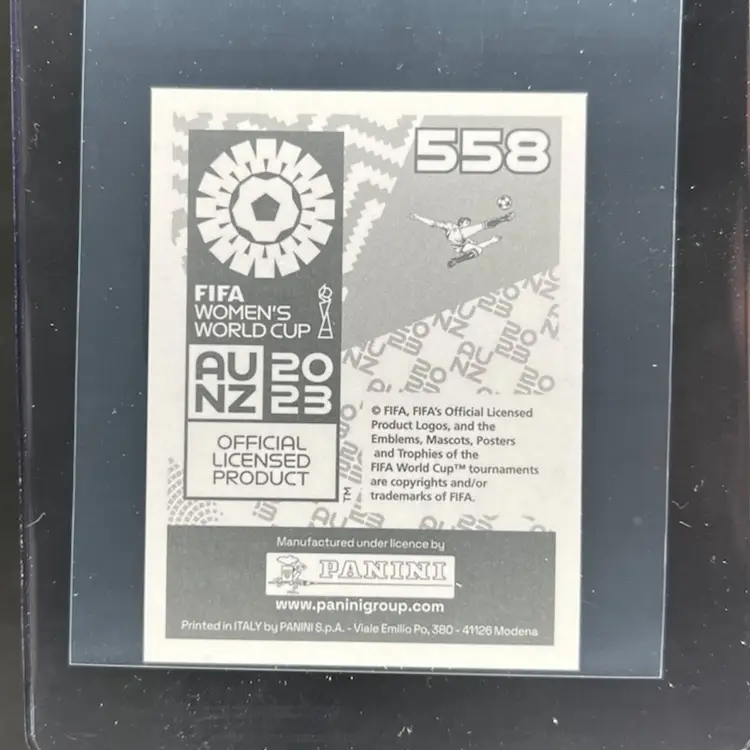 558
FIFA
WOMEN'S
WORLD CUP
AU 20
NZ 23
OFFICIAL
LICENSED
PRODUCT
TM
© FIFA, FIFA's Official Licensed
Product Logos, and the
Emblems, Mascots, Posters
and Trophies of the
FIFA World Cup™ tournaments
are copyrights and/or
trademarks of FIFA.
Manufactured under licence by
PANINI
www.paninigroup.com
Printed in ITALY by PANINI S.p.A. - Viale Emilio Po, 380 - 41126 Modena